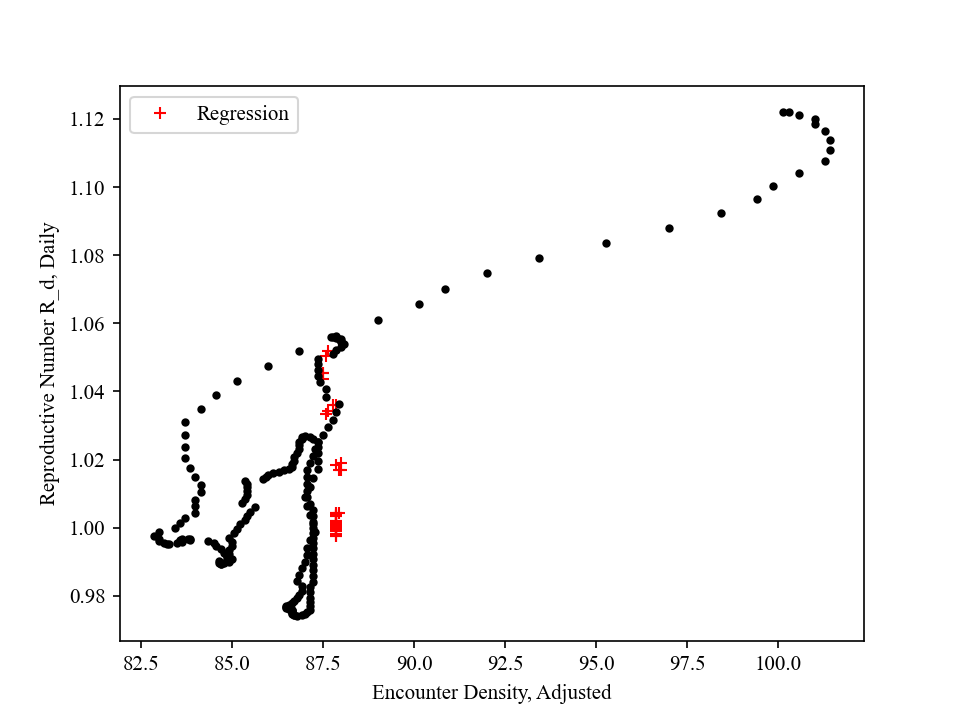 Regression
1.12
1.10
1.08
1.06
1.04
1.02
1.00
0.98
Reproductive Number R_d, Daily
82.5 85.0 87.5 90.0 92.5 95.0 97.5 100.0
Encounter Density, Adjusted